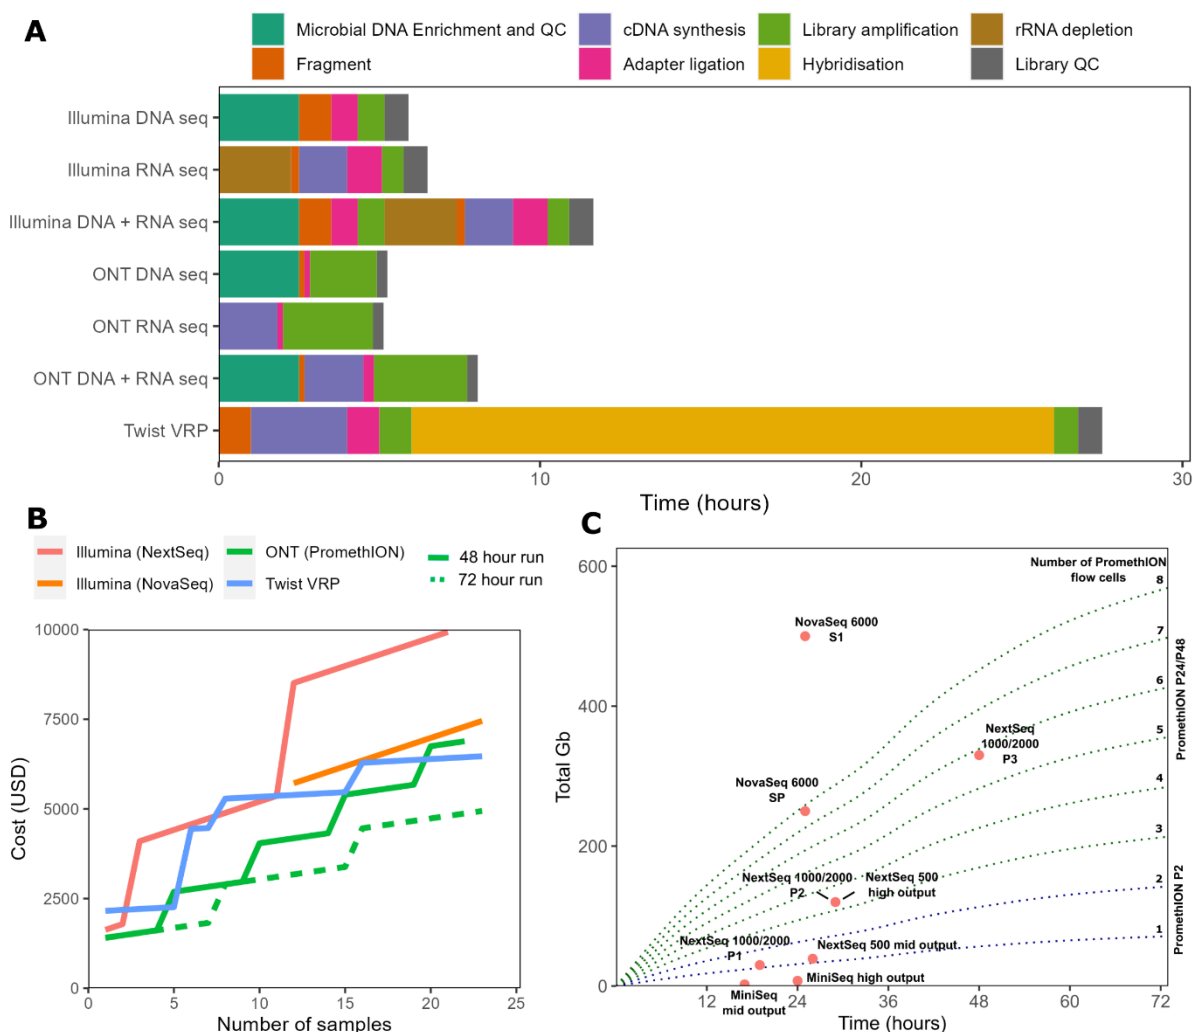 A
Microbial DNA Enrichment and QC
cDNA synthesis
Library amplification
rRNA depletion
Fragment
Adapter ligation
Hybridisation
Library QC
Illumina DNA seq
Illumina RNA seq
Illumina DNA + RNA seq
ONT DNA seq
ONT RNA seq
ONT DNA + RNA seq
Twist VRP
0
10
20
30
Time (hours)
B
Illumina (NextSeq)
ONT (PromethION)
48 hour run
Illumina (NovaSeq)
Twist VRP
72 hour run
10000
7500
5000
2500
0
Cost (USD)
0
5
10
15
20
25
Number of samples
C
600
400
200
0
Total Gb
Number of PromethION
flow cells
8
7
6
5
4
3
2
1
PromethION P24/P48
PromethION P2
NovaSeq 6000
S1
NextSeq
1000/2000
P3
NovaSeq 6000
SP
NextSeq 1000/2000
P2
NextSeq 500
high output
NextSeq 1000/2000
P1
NextSeq 500 mid output
MiniSeq high output
MiniSeq
mid output
12
24
36
48
60
72
Time (hours)